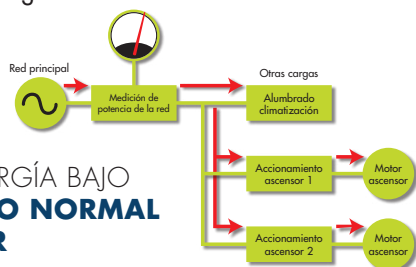 Red principal
Medición de
potencia de la red
Otras cargas
Alumbrado
climatización
Accionamiento
ascensor 1
Motor
ascensor
Accionamiento
ascensor 2
Motor
ascensor
BAJO
NORMAL